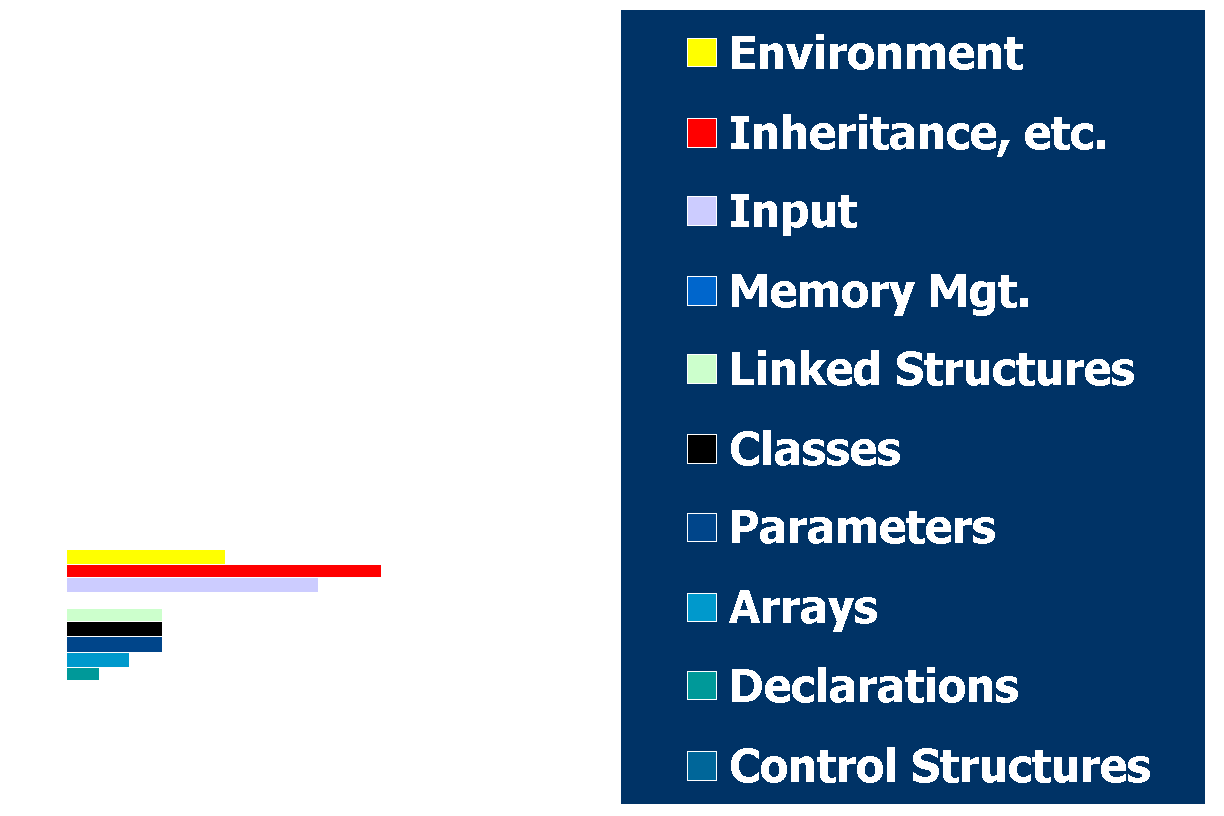 Environment
Inheritance, etc.
Input
Memory Mgt.
Linked Structures
Classes
Parameters
Arrays
Declarations
Control Structures